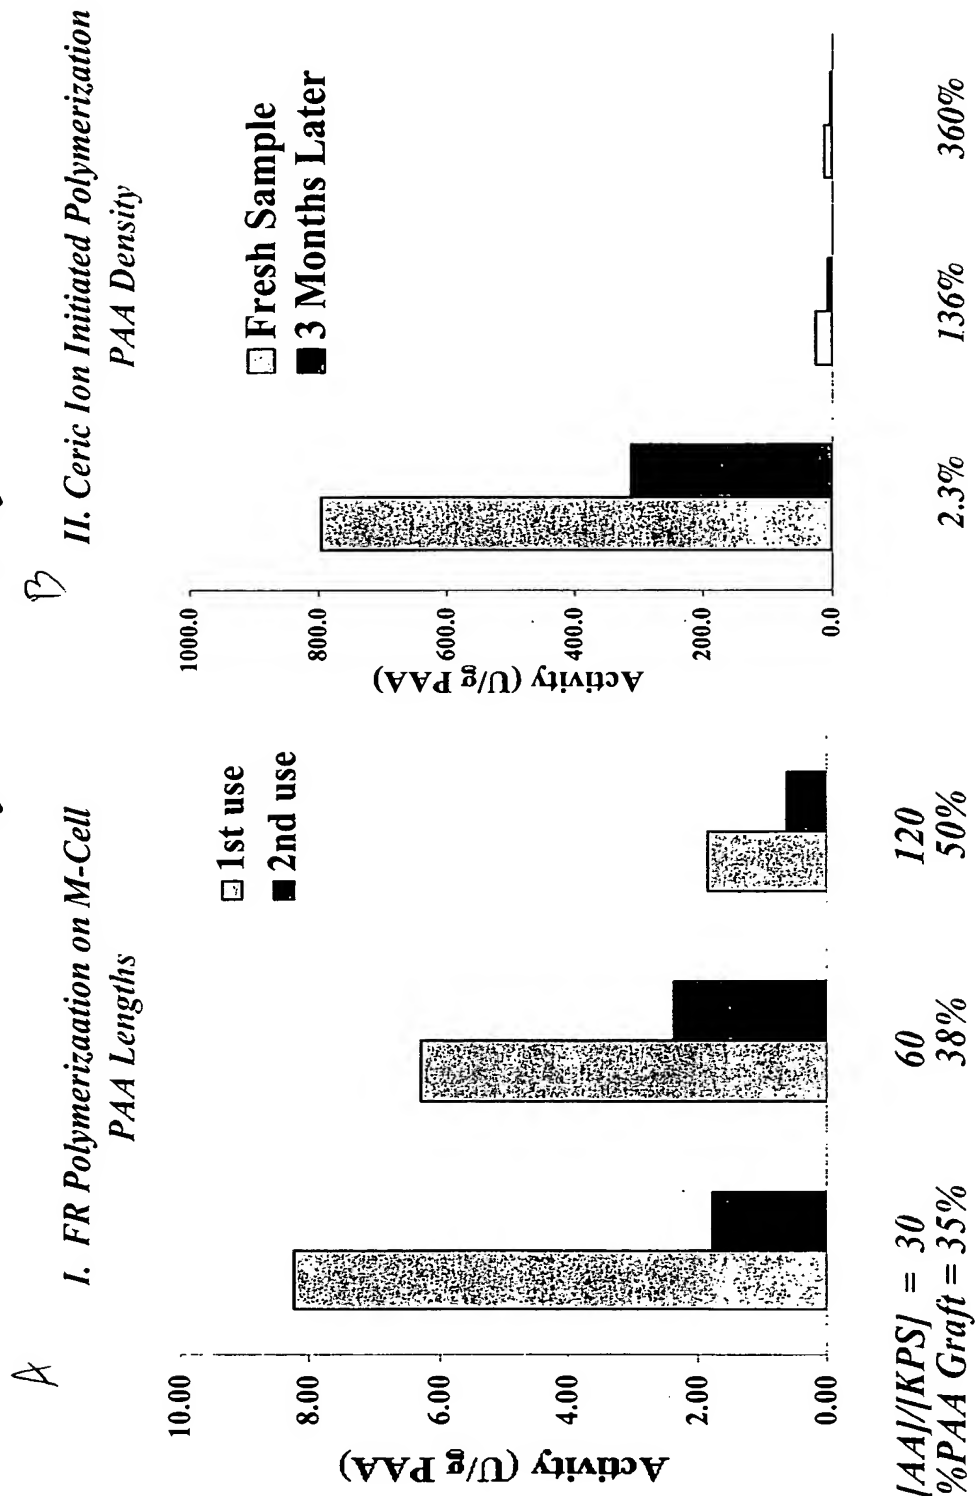 A
I. FR Polymerizaation on M-Cell
PAA Lengths
1st use
2nd use
Activity (U/g PAA)
10.00
8.00
6.00
4.00
2.00
0.00
[AA]/[KPS] = 30 60 120
%PAA Graft = 35% 38% 50%
B
II. Ceric Ion Initiated Polymerization
PAA Density
Fresh Sample
3 Months Later
Activity (U/g PAA)
1000.0
800.0
600.0
400.0
200.0
0.0
2.3% 136% 360%